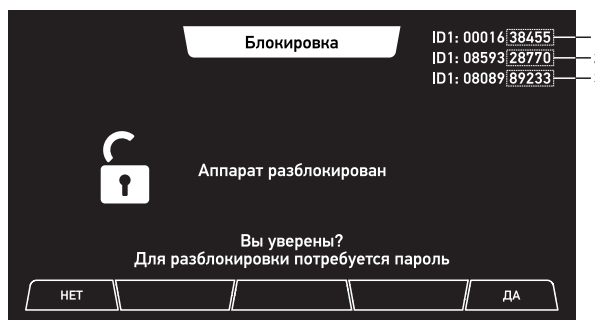 Блокировка
ID1: 00016 38455
ID1: 08593 28770
ID1: 08089 89233
Аппарат разблокирован
Вы уверены?
Для разблокировки потребуется пароль
НЕТ
ДА